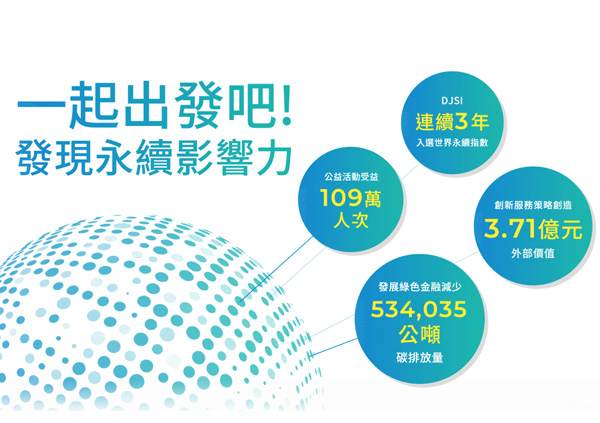 一起出發吧!
發現永續影響力
DJSI
連續3年
入選世界永續指數
公益活動受益
109萬
人次
創新服務策略創造
3.71億元
外部價值
發展綠色金融減少
534,035
公噸
碳排放量